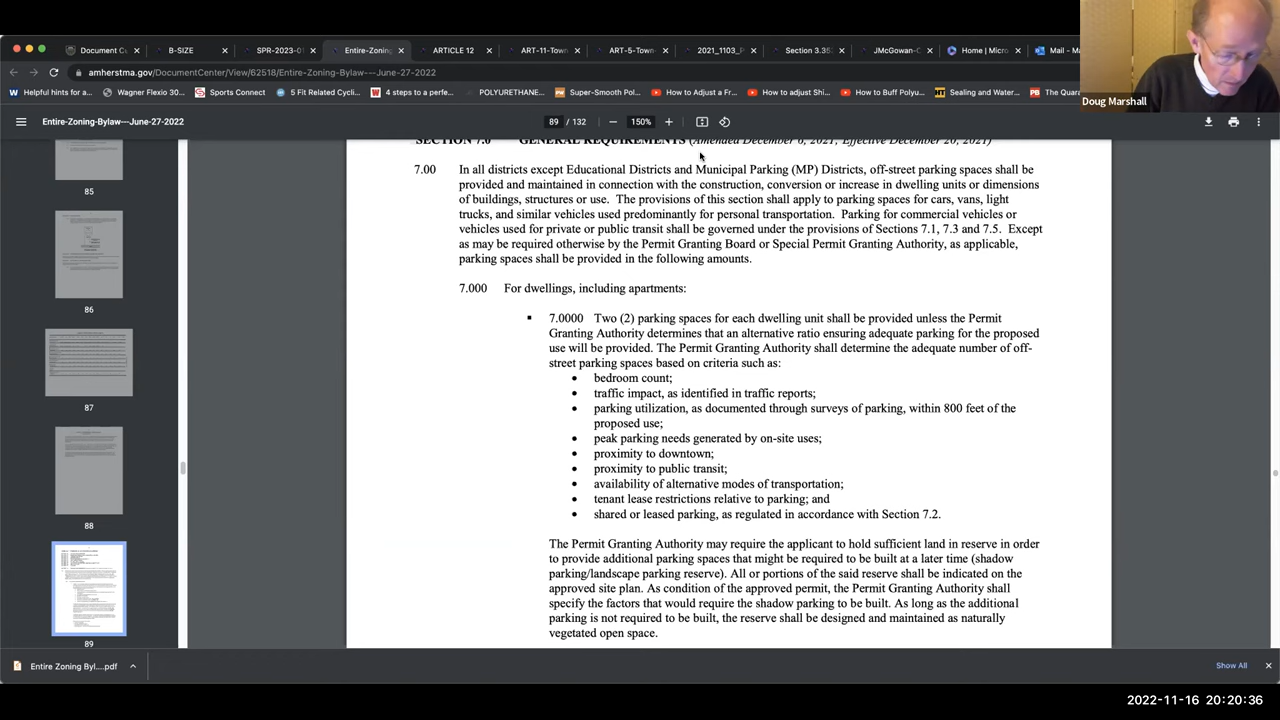 Document Cu
B-SIZE
SPR-2023-0
Entire-Zoning
ARTICLE 12
ART-11-Town
ART-5-Town-
2021_1103_P
Section 3.35
JMcGowan-C
Home | Micro
Mail - Ma
amherstma.gov/DocumentCenter/View/62518/Entire-Zoning-Bylaw---June-27-2022
Helpful hints for a...
Wagner Flexio 30...
Sports Connect
5 Fit Related Cycli...
4 steps to a perfe...
POLYURETHANE...
Super-Smooth Pol...
How to Adjust a Fr...
How to adjust Shi...
How to Buff Polyu...
Sealing and Water...
The Quara
Doug Marshall
Entire-Zoning-Bylaw---June-27-2022
89 / 132
150%
SECTION 7.0 GENERAL REQUIREMENTS (Amended December 6, 2021, Effective December 20, 2021)
7.00 In all districts except Educational Districts and Municipal Parking (MP) Districts, off-street parking spaces shall be
provided and maintained in connection with the construction, conversion or increase in dwelling units or dimensions
of buildings, structures or use. The provisions of this section shall apply to parking spaces for cars, vans, light
trucks, and similar vehicles used predominantly for personal transportation. Parking for commercial vehicles or
vehicles used for private or public transit shall be governed under the provisions of Sections 7.1, 7.3 and 7.5. Except
as may be required otherwise by the Permit Granting Board or Special Permit Granting Authority, as applicable,
parking spaces shall be provided in the following amounts.
7.000 For dwellings, including apartments:
▪ 7.0000 Two (2) parking spaces for each dwelling unit shall be provided unless the Permit
Granting Authority determines that an alternative ratio ensuring adequate parking for the proposed
use will be provided. The Permit Granting Authority shall determine the adequate number of off-
street parking spaces based on criteria such as:
• bedroom count;
• traffic impact, as identified in traffic reports;
• parking utilization, as documented through surveys of parking, within 800 feet of the
proposed use;
• peak parking needs generated by on-site uses;
• proximity to downtown;
• proximity to public transit;
• availability of alternative modes of transportation;
• tenant lease restrictions relative to parking; and
• shared or leased parking, as regulated in accordance with Section 7.2.
The Permit Granting Authority may require the applicant to hold sufficient land in reserve in order
to provide additional parking spaces that might be required to be built at a later time (shadow
parking/landscape parking reserve). All or portions of the said reserve shall be indicated on the
approved site plan. As condition of the approved permit, the Permit Granting Authority shall
specify the factors that would require the shadow parking to be built. As long as the additional
parking is not required to be built, the reserve shall be designed and maintained as naturally
vegetated open space.
85
86
87
88
89
Entire Zoning Byl....pdf
Show All
2022-11-16 20:20:36